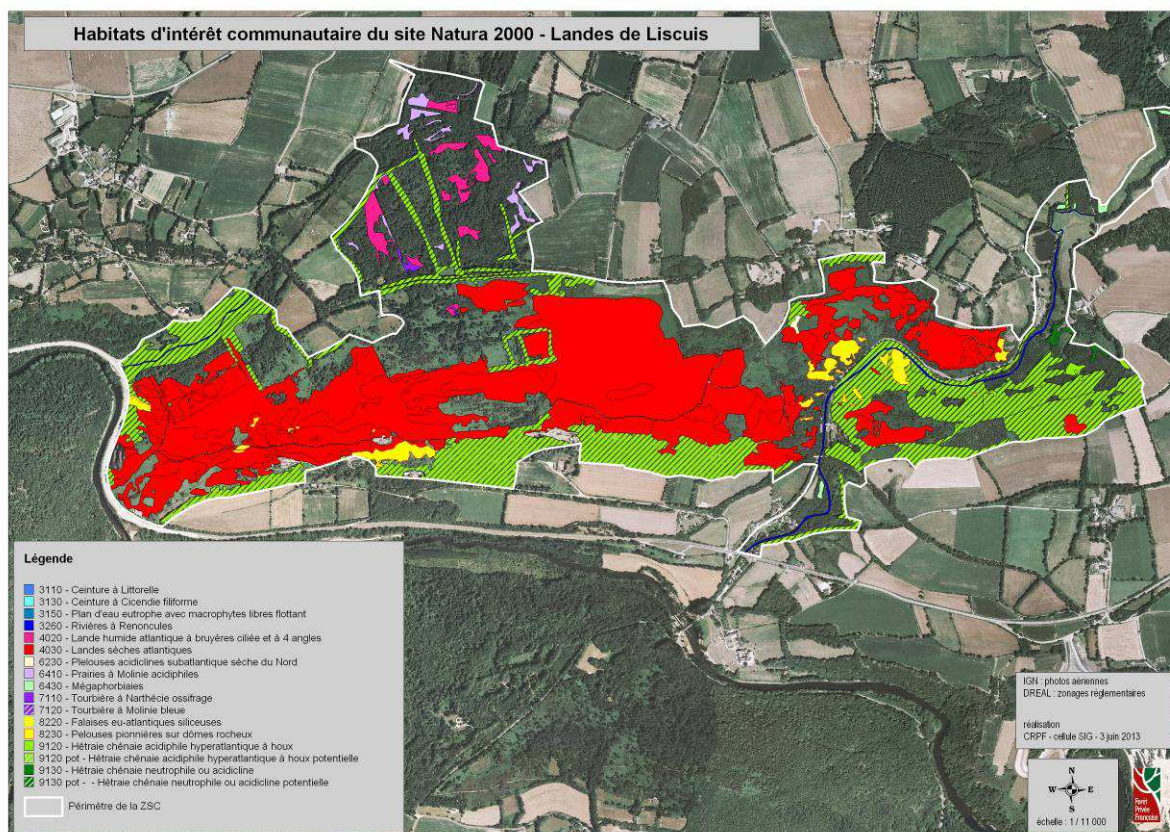 Habitats d'intérêt communautaire du site Natura 2000 - Landes de Liscuis
Légende
3110 - Ceinture à Littorelle
3130 - Ceinture à Cicendie filiforme
3150 - Plan d'eau eutrophe avec macrophytes libres flottant
3260 - Rivières à Renoncules
4020 - Lande humide atlantique à bruyères ciliée et à 4 angles
4030 - Landes sèches atlantiques
6230 - Plelouses acidiclines subatlantique sèche du Nord
6410 - Prairies à Molinie acidiphiles
6430 - Mégaphorbiaies
7110 - Tourbière à Narthécie ossifrage
7120 - Tourbière à Molinie bleue
8220 - Falaises eu-atlantiques siliceuses
8230 - Pelouses pionnières sur dômes rocheux
9120 - Hêtraie chênaie acidiphile hyperatlantique à houx
9120 pot - Hêtraie chênaie acidiphile hyperatlantique à houx potentielle
9130 - Hêtraie chênaie neutrophile ou acidicline
9130 pot - - Hêtraie chênaie neutrophile ou acidicline potentielle
Périmètre de la ZSC
IGN : photos aériennes
DREAL : zonages réglementaires
réalisation
CRPF - cellule SIG - 3 juin 2013
N
W E
S
échelle : 1 / 11 000
Forêt
Privée
Française